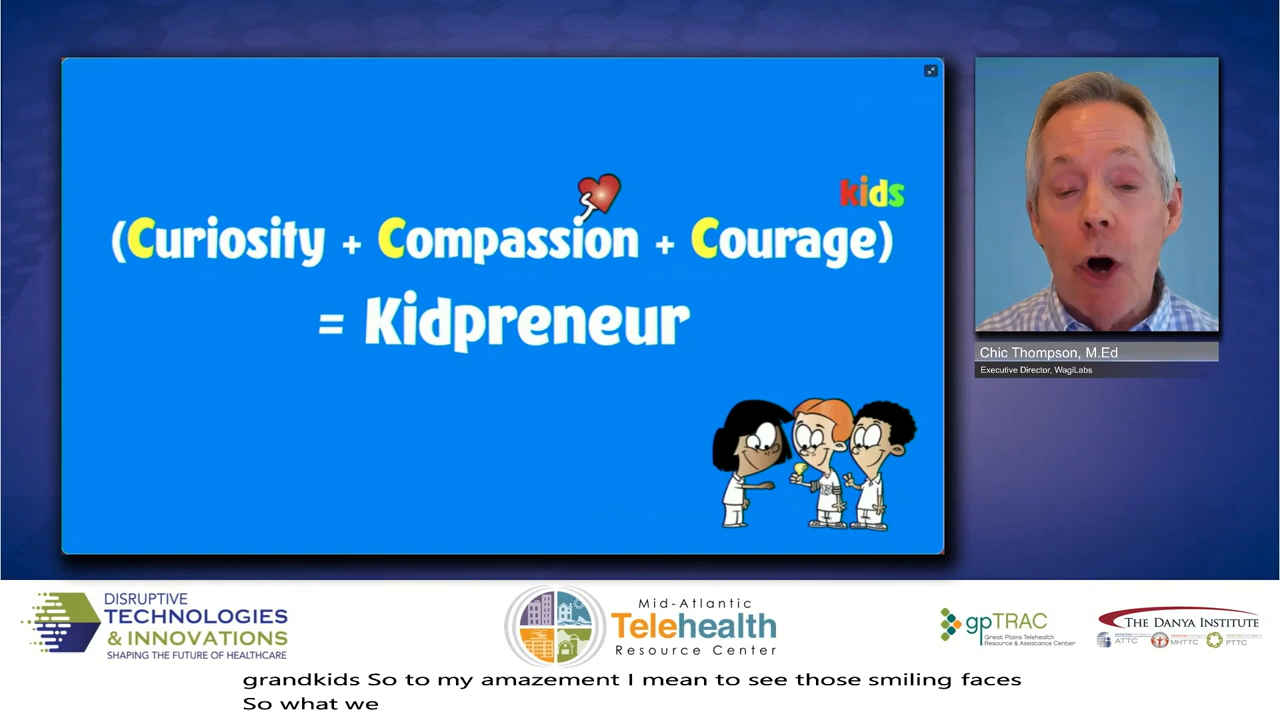 kids
(Curiosity + Compassion + Courage)
= Kidpreneur
Chic Thompson, M.Ed
Executive Director, WagiLabs
DISRUPTIVE
TECHNOLOGIES
& INNOVATIONS
SHAPING THE FUTURE OF HEALTHCARE
Mid-Atlantic
Telehealth
Resource Center
gpTRAC
Great Plains Telehealth
Resource & Assistance Center
THE DANYA INSTITUTE
ATTC
MHTTC
PTTC
grandkids So to my amazement I mean to see those smiling faces
So what we